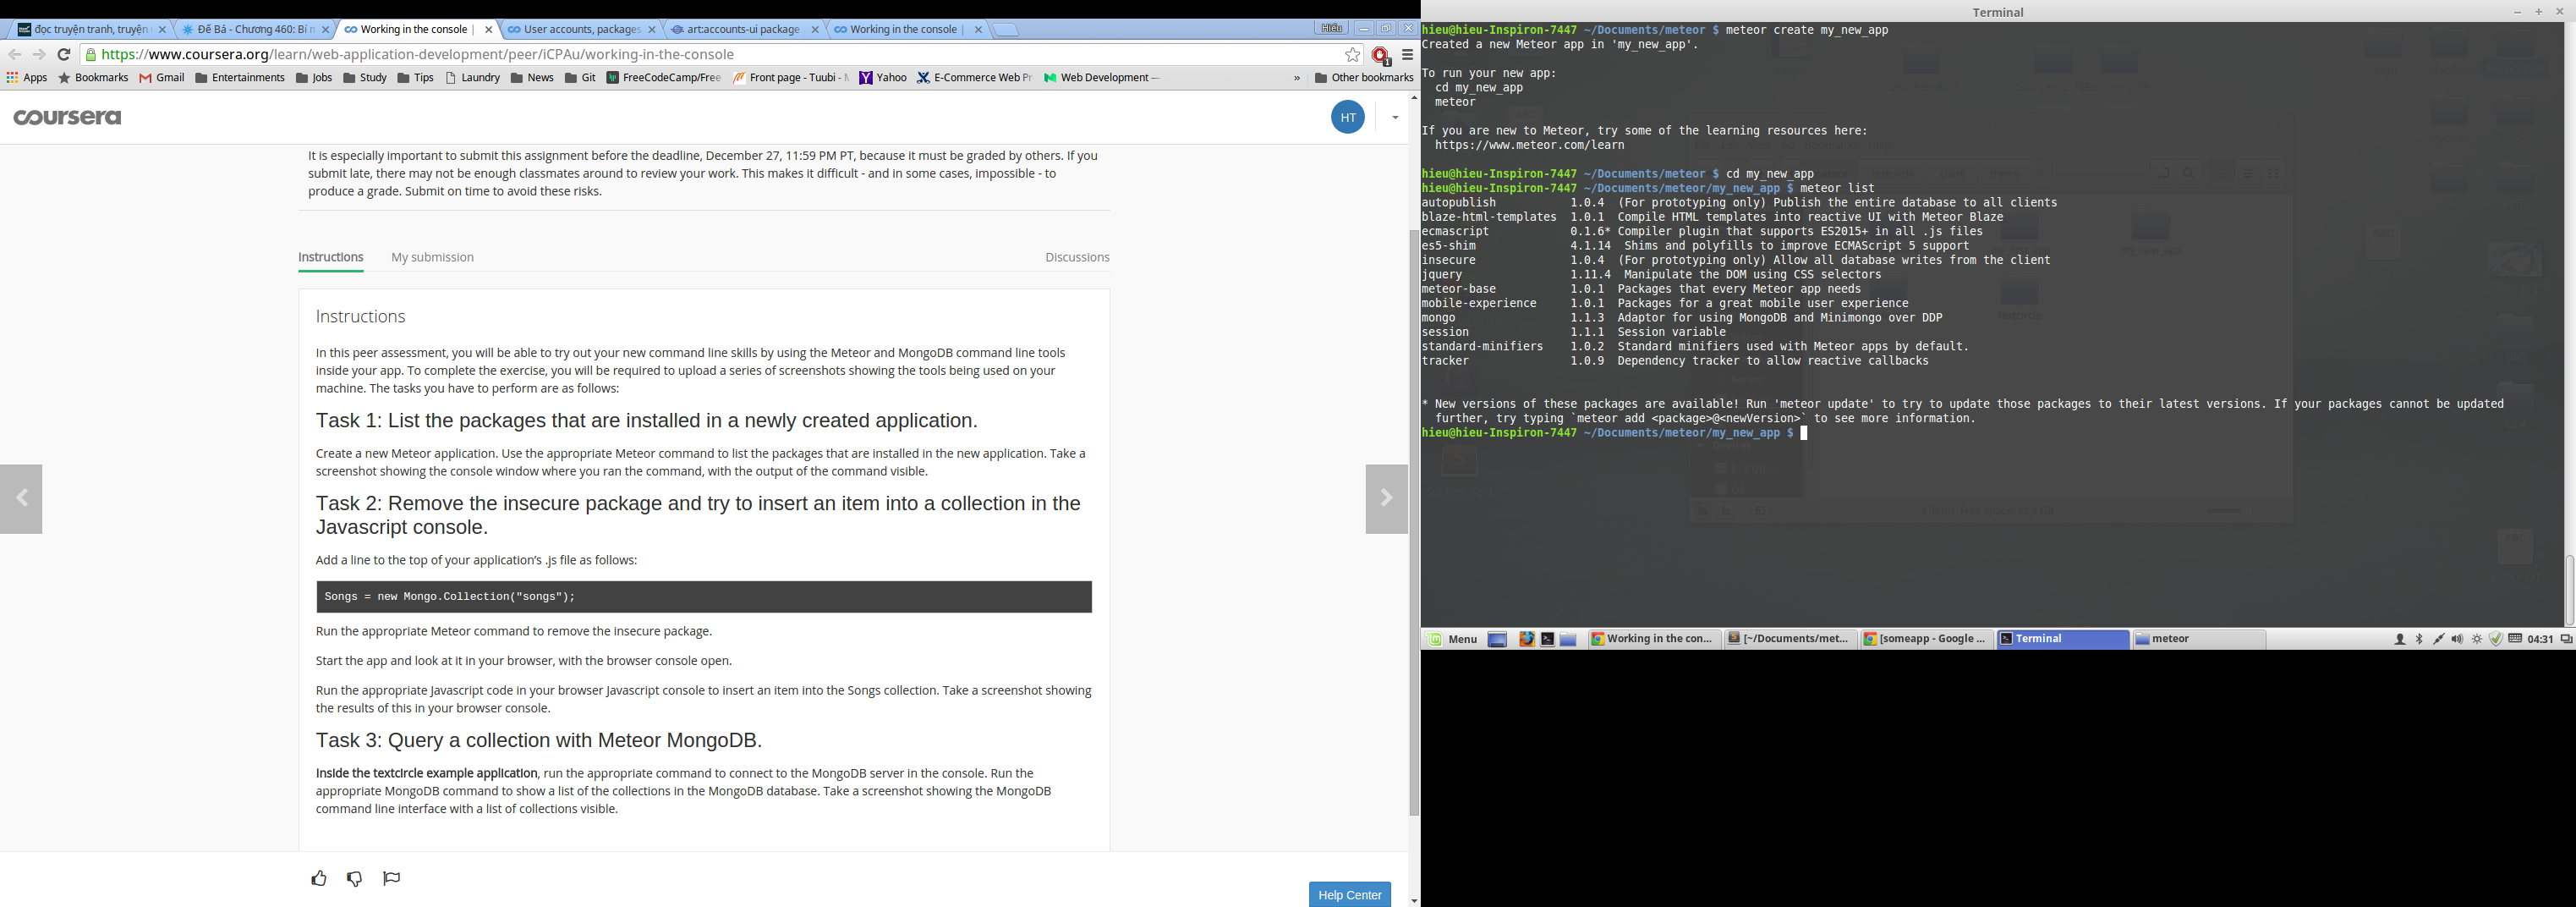 đọc truyện tranh, truyện
Đế Bá - Chương 460: Bí n
Working in the console |
User accounts, packages
art:accounts-ui package
Working in the console |
Hiếu
https://www.coursera.org/learn/web-application-development/peer/iCPAu/working-in-the-console
1
Apps
Bookmarks
Gmail
Entertainments
Jobs
Study
Tips
Laundry
News
Git
FreeCodeCamp/Free
Front page - Tuubi -
Yahoo
E-Commerce Web Pr
Web Development —
»
Other bookmarks
coursera
HT
It is especially important to submit this assignment before the deadline, December 27, 11:59 PM PT, because it must be graded by others. If you
submit late, there may not be enough classmates around to review your work. This makes it difficult - and in some cases, impossible - to
produce a grade. Submit on time to avoid these risks.
Instructions
My submission
Discussions
Instructions
In this peer assessment, you will be able to try out your new command line skills by using the Meteor and MongoDB command line tools
inside your app. To complete the exercise, you will be required to upload a series of screenshots showing the tools being used on your
machine. The tasks you have to perform are as follows:
Task 1: List the packages that are installed in a newly created application.
Create a new Meteor application. Use the appropriate Meteor command to list the packages that are installed in the new application. Take a
screenshot showing the console window where you ran the command, with the output of the command visible.
Task 2: Remove the insecure package and try to insert an item into a collection in the
Javascript console.
Add a line to the top of your application's .js file as follows:
Songs = new Mongo.Collection("songs");
Run the appropriate Meteor command to remove the insecure package.
Start the app and look at it in your browser, with the browser console open.
Run the appropriate Javascript code in your browser Javascript console to insert an item into the Songs collection. Take a screenshot showing
the results of this in your browser console.
Task 3: Query a collection with Meteor MongoDB.
Inside the textcircle example application, run the appropriate command to connect to the MongoDB server in the console. Run the
appropriate MongoDB command to show a list of the collections in the MongoDB database. Take a screenshot showing the MongoDB
command line interface with a list of collections visible.
Help Center
Terminal
hieu@hieu-Inspiron-7447 ~/Documents/meteor $ meteor create my_new_app
Created a new Meteor app in 'my_new_app'.
To run your new app:
cd my_new_app
meteor
If you are new to Meteor, try some of the learning resources here:
https://www.meteor.com/learn
hieu@hieu-Inspiron-7447 ~/Documents/meteor $ cd my_new_app
hieu@hieu-Inspiron-7447 ~/Documents/meteor/my_new_app $ meteor list
autopublish 1.0.4 (For prototyping only) Publish the entire database to all clients
blaze-html-templates 1.0.1 Compile HTML templates into reactive UI with Meteor Blaze
ecmascript 0.1.6* Compiler plugin that supports ES2015+ in all .js files
es5-shim 4.1.14 Shims and polyfills to improve ECMAScript 5 support
insecure 1.0.4 (For prototyping only) Allow all database writes from the client
jquery 1.11.4 Manipulate the DOM using CSS selectors
meteor-base 1.0.1 Packages that every Meteor app needs
mobile-experience 1.0.1 Packages for a great mobile user experience
mongo 1.1.3 Adaptor for using MongoDB and Minimongo over DDP
session 1.1.1 Session variable
standard-minifiers 1.0.2 Standard minifiers used with Meteor apps by default.
tracker 1.0.9 Dependency tracker to allow reactive callbacks
* New versions of these packages are available! Run 'meteor update' to try to update those packages to their latest versions. If your packages cannot be updated
further, try typing `meteor add <package>@<newVersion>` to see more information.
hieu@hieu-Inspiron-7447 ~/Documents/meteor/my_new_app $
Menu
Working in the con...
[~/Documents/met...
[someapp - Google ...
Terminal
meteor
04:31